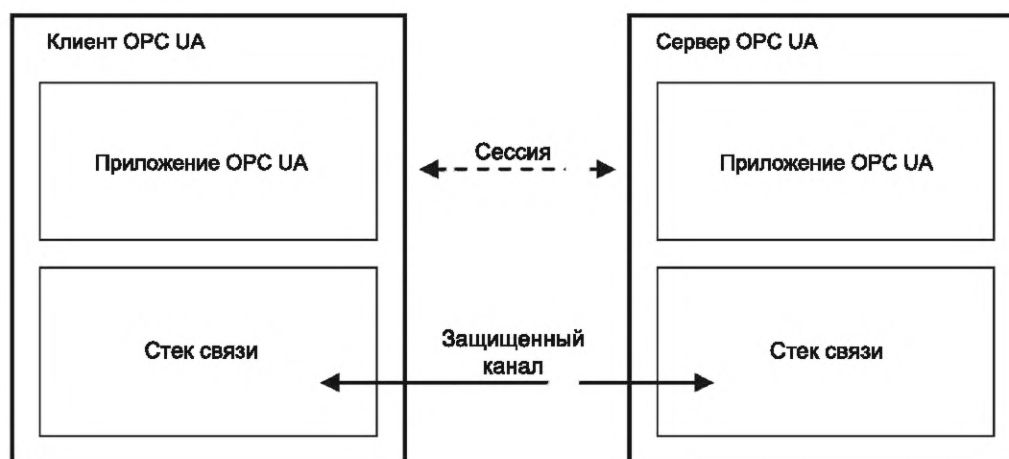 Клиент OPC UA
Сервер OPC UA
Приложение OPC UA
Сессия
Приложение OPC UA
Стек связи
Защищенный
канал
Стек связи